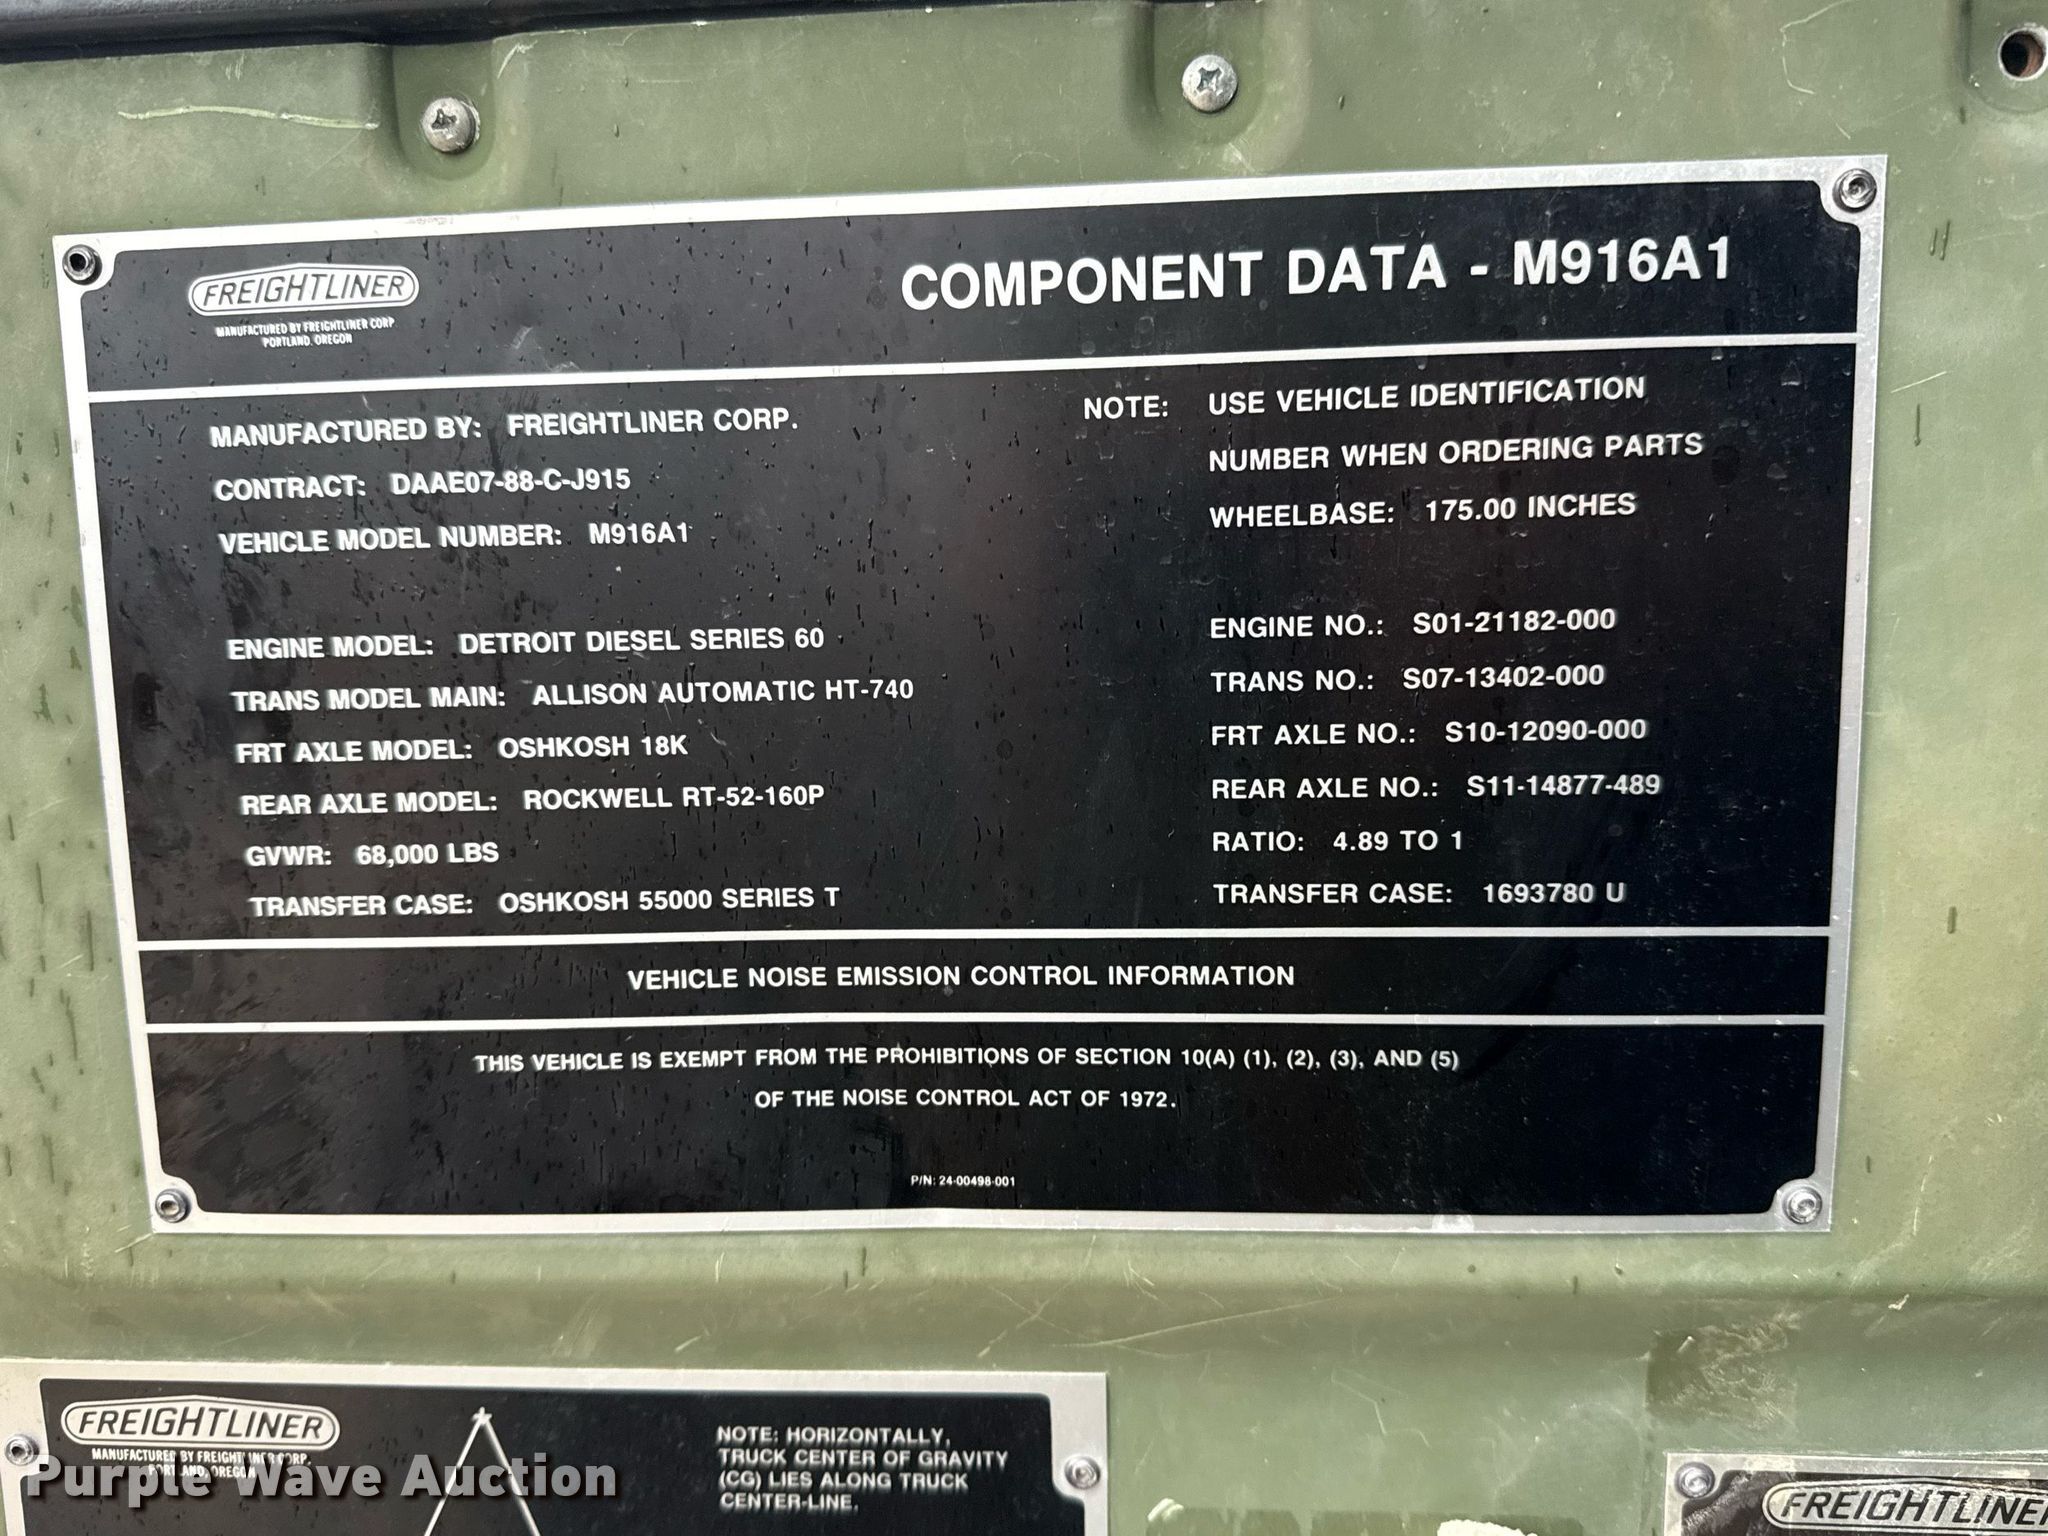 FREIGHTLINER
MANUFACTURED BY FREIGHTLINER CORP
PORTLAND, OREGON
COMPONENT DATA - M916A1
MANUFACTURED BY: FREIGHTLINER CORP.
CONTRACT: DAAE07-88-C-J915
VEHICLE MODEL NUMBER: M916A1
NOTE: USE VEHICLE IDENTIFICATION
NUMBER WHEN ORDERING PARTS
WHEELBASE: 175.00 INCHES
ENGINE MODEL: DETROIT DIESEL SERIES 60
TRANS MODEL MAIN: ALLISON AUTOMATIC HT-740
FRT AXLE MODEL: OSHKOSH 18K
REAR AXLE MODEL: ROCKWELL RT-52-160P
GVWR: 68,000 LBS
TRANSFER CASE: OSHKOSH 55000 SERIES T
ENGINE NO.: S01-21182-000
TRANS NO.: S07-13402-000
FRT AXLE NO.: S10-12090-000
REAR AXLE NO.: S11-14877-489
RATIO: 4.89 TO 1
TRANSFER CASE: 1693780 U
VEHICLE NOISE EMISSION CONTROL INFORMATION
THIS VEHICLE IS EXEMPT FROM THE PROHIBITIONS OF SECTION 10(A) (1), (2), (3), AND (5)
OF THE NOISE CONTROL ACT OF 1972.
P/N: 24-00498-001
FREIGHTLINER
MANUFACTURED BY FREIGHTLINER CORP.
PORTLAND, OREGON
NOTE: HORIZONTALLY,
TRUCK CENTER OF GRAVITY
(CG) LIES ALONG TRUCK
CENTER-LINE.
FREIGHTLINER
Purple Wave Auction